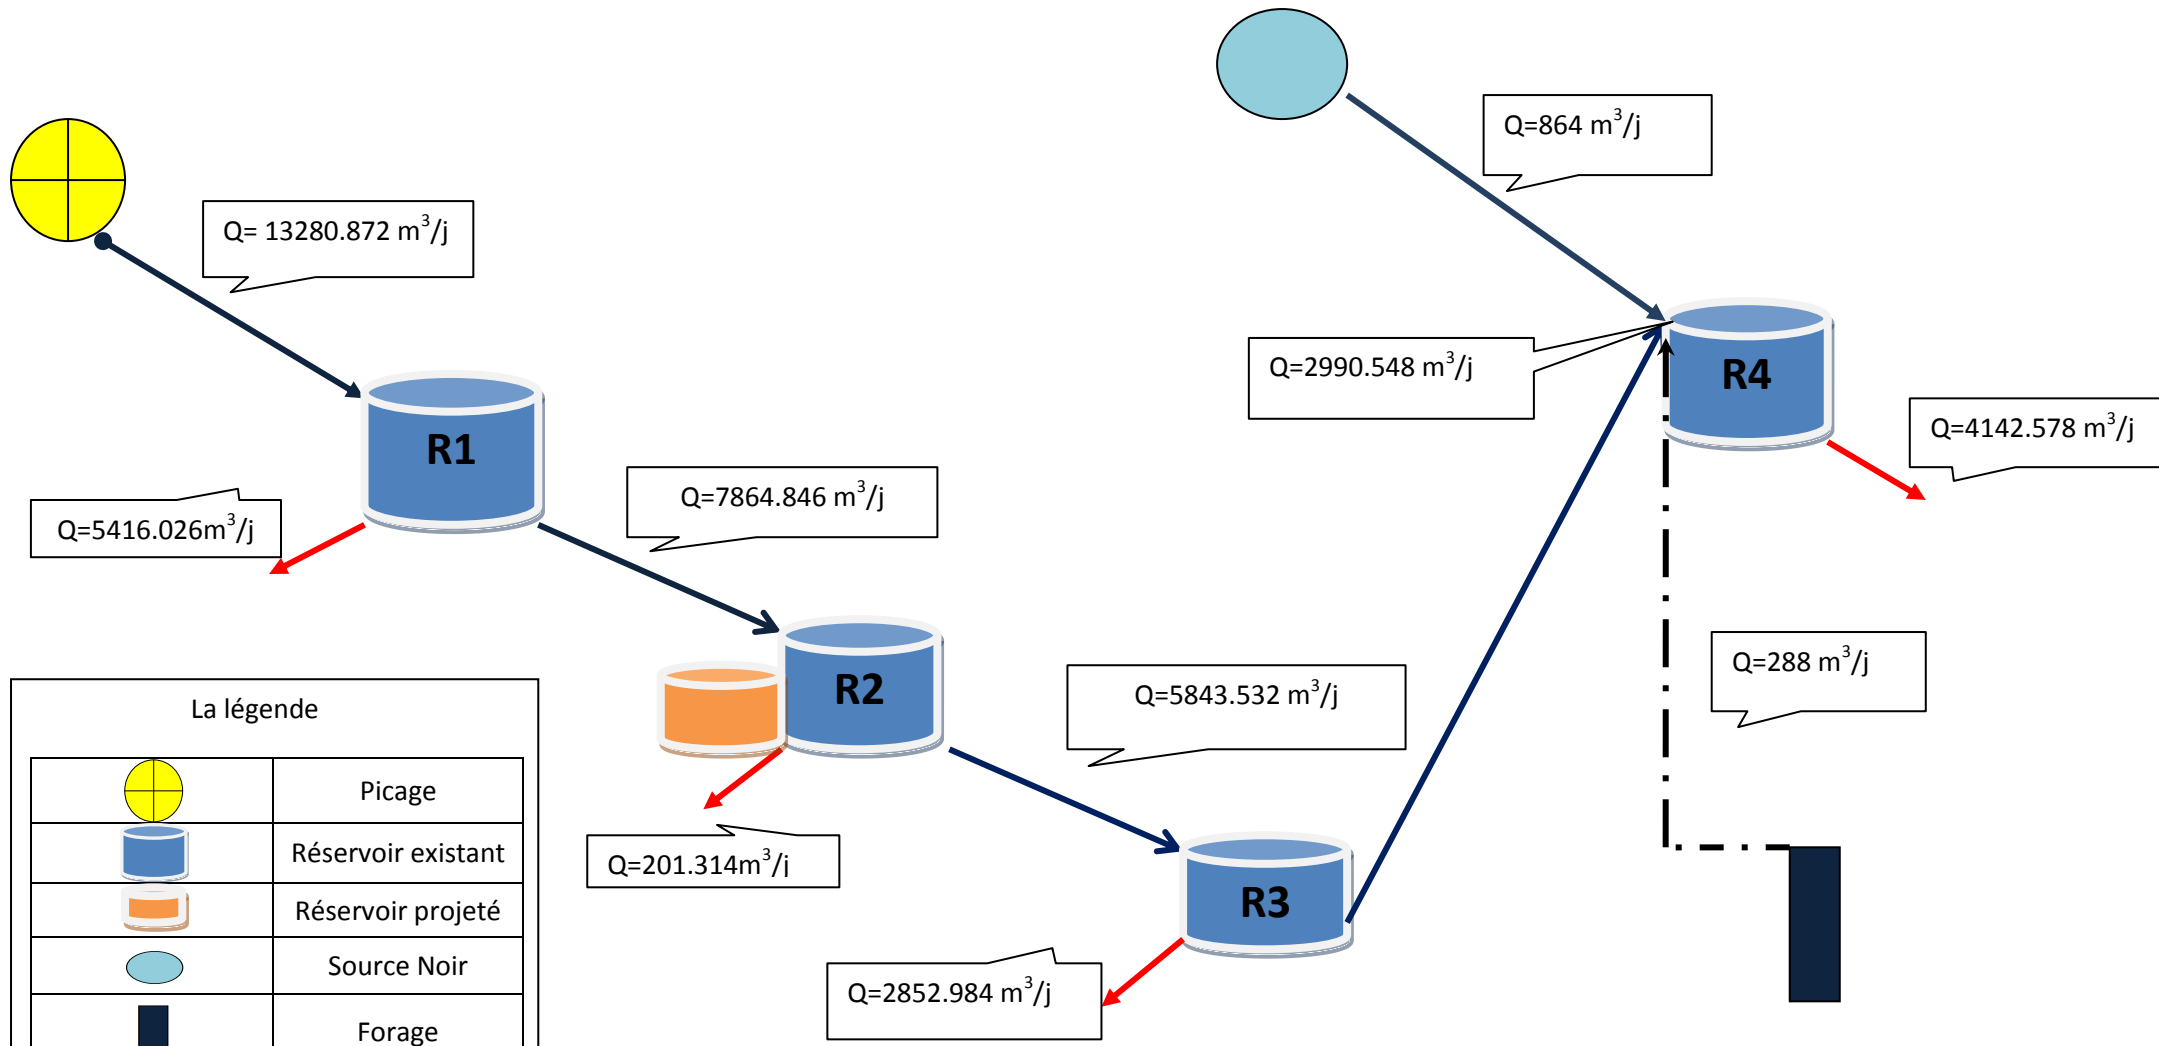 Q=864 m³/j
Q= 13280.872 m³/j
Q=2990.548 m³/j
R4
Q=4142.578 m³/j
R1
Q=7864.846 m³/j
Q=5416.026m³/j
Q=288 m³/j
R2
Q=5843.532 m³/j
Q=201.314m³/j
R3
Q=2852.984 m³/j
La légende
Picage
Réservoir existant
Réservoir projeté
Source Noir
Forage